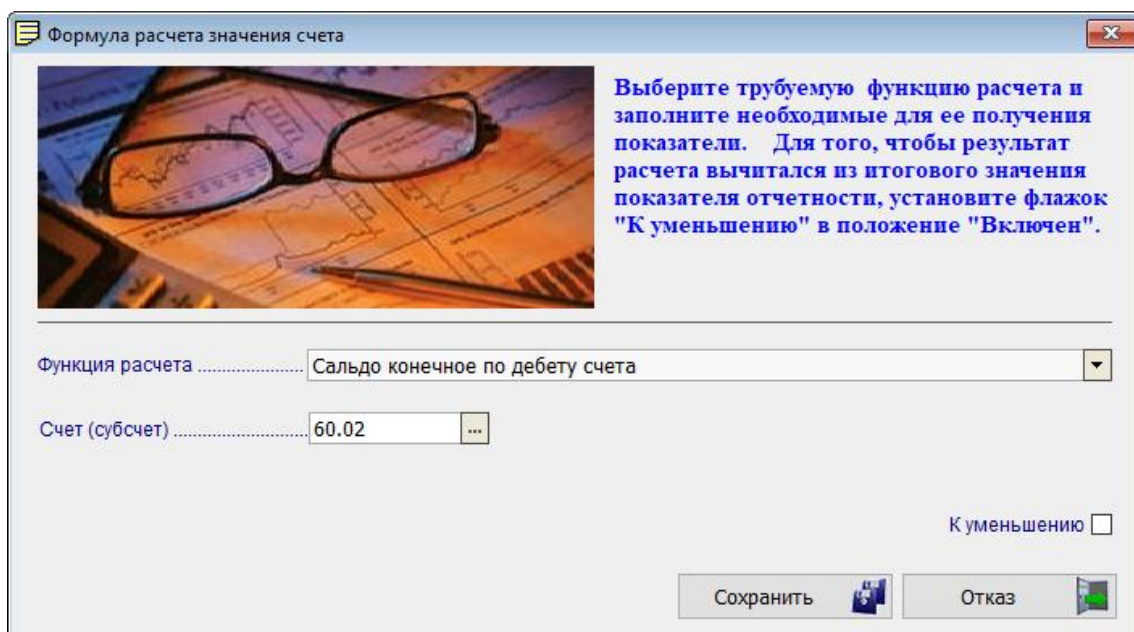 Формула расчета значения счета
Выберите трубуемую функцию расчета и
заполните необходимые для ее получения
показатели. Для того, чтобы результат
расчета вычитался из итогового значения
показателя отчетности, установите флажок
"К уменьшению" в положение "Включен".
Функция расчета ...................... Сальдо конечное по дебету счета
Счет (субсчет) ............................ 60.02 ...
К уменьшению
Сохранить Отказ